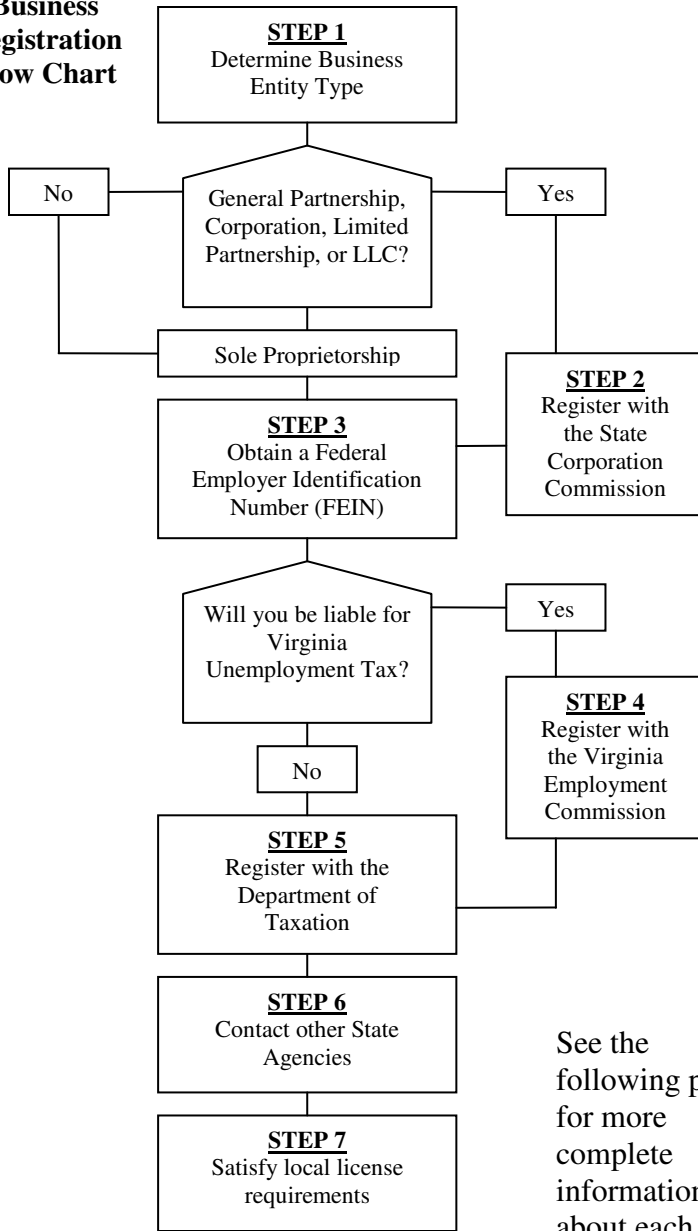 Business
egistration
ow Chart
STEP 1
Determine Business
Entity Type
No
General Partnership,
Corporation, Limited
Partnership, or LLC?
Yes
Sole Proprietorship
STEP 2
Register with
the State
Corporation
Commission
STEP 3
Obtain a Federal
Employer Identification
Number (FEIN)
Will you be liable for
Virginia
Unemployment Tax?
Yes
No
STEP 4
Register with
the Virginia
Employment
Commission
STEP 5
Register with the
Department of
Taxation
STEP 6
Contact other State
Agencies
STEP 7
Satisfy local license
requirements
See the
following p
for more
complete
information
about each